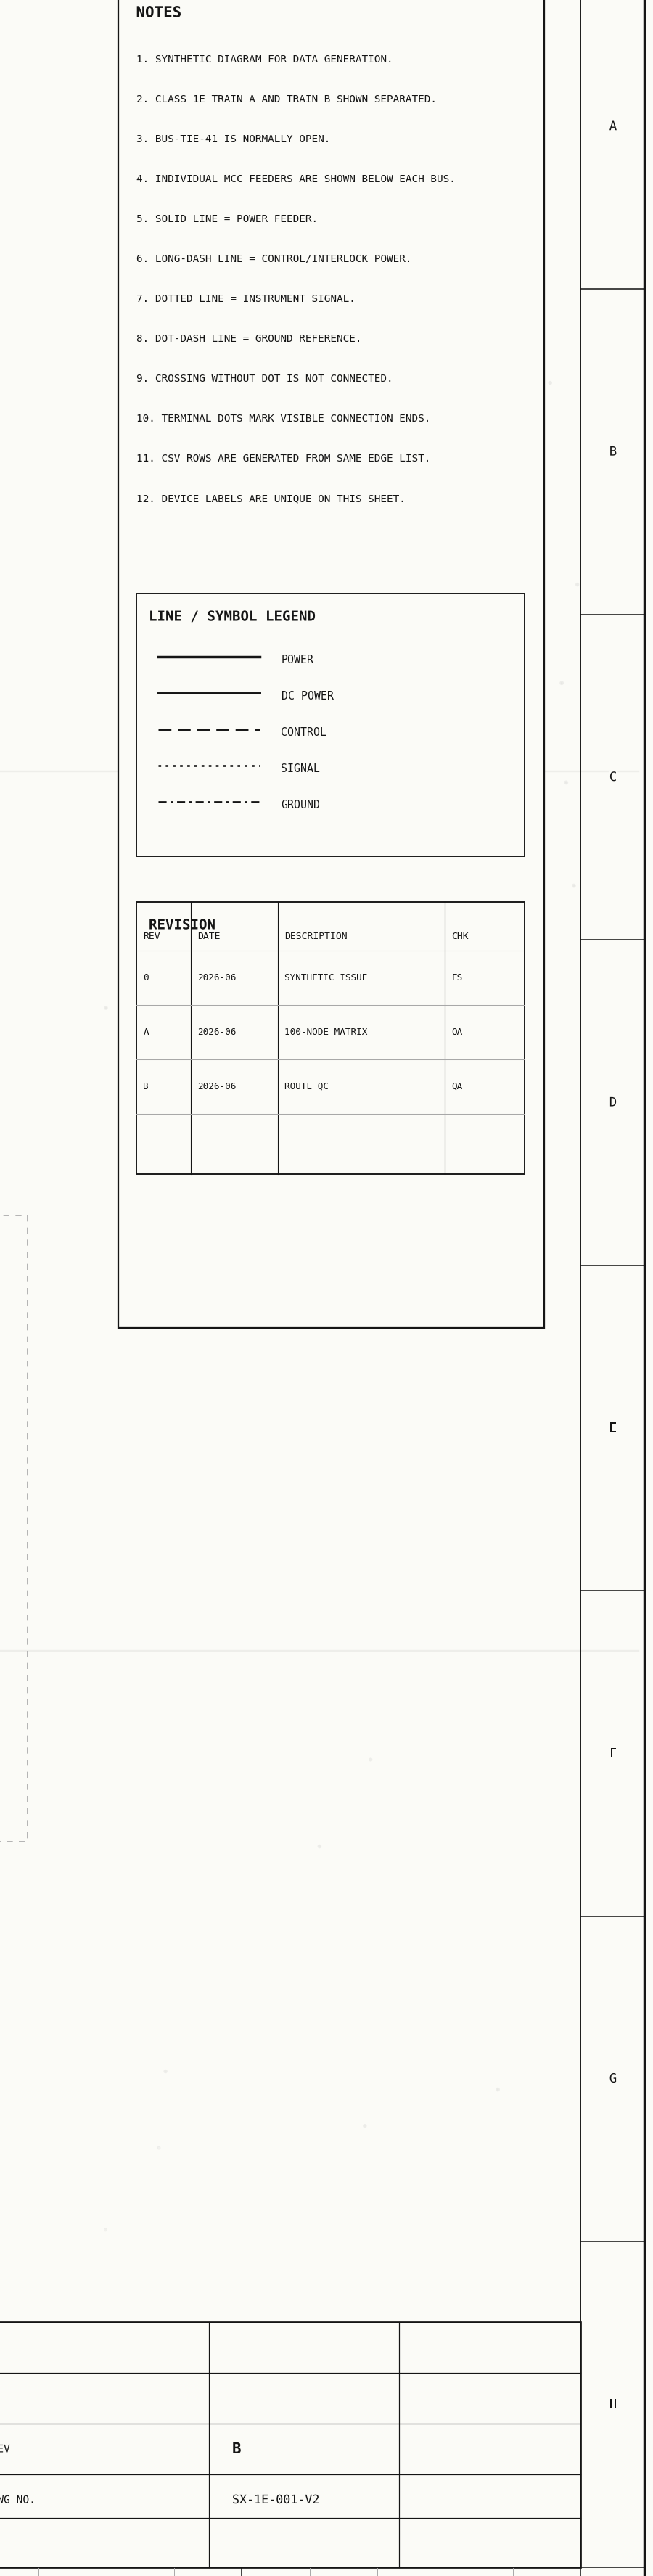 NOTES
1. SYNTHETIC DIAGRAM FOR DATA GENERATION.
2. CLASS 1E TRAIN A AND TRAIN B SHOWN SEPARATED.
3. BUS-TIE-41 IS NORMALLY OPEN.
4. INDIVIDUAL MCC FEEDERS ARE SHOWN BELOW EACH BUS.
5. SOLID LINE = POWER FEEDER.
6. LONG-DASH LINE = CONTROL/INTERLOCK POWER.
7. DOTTED LINE = INSTRUMENT SIGNAL.
8. DOT-DASH LINE = GROUND REFERENCE.
9. CROSSING WITHOUT DOT IS NOT CONNECTED.
10. TERMINAL DOTS MARK VISIBLE CONNECTION ENDS.
11. CSV ROWS ARE GENERATED FROM SAME EDGE LIST.
12. DEVICE LABELS ARE UNIQUE ON THIS SHEET.
LINE / SYMBOL LEGEND
POWER
DC POWER
CONTROL
SIGNAL
GROUND
REVISION
REV DATE DESCRIPTION CHK
0 2026-06 SYNTHETIC ISSUE ES
A 2026-06 100-NODE MATRIX QA
B 2026-06 ROUTE QC QA
A
B
C
D
E
F
G
H
EV B
WG NO. SX-1E-001-V2